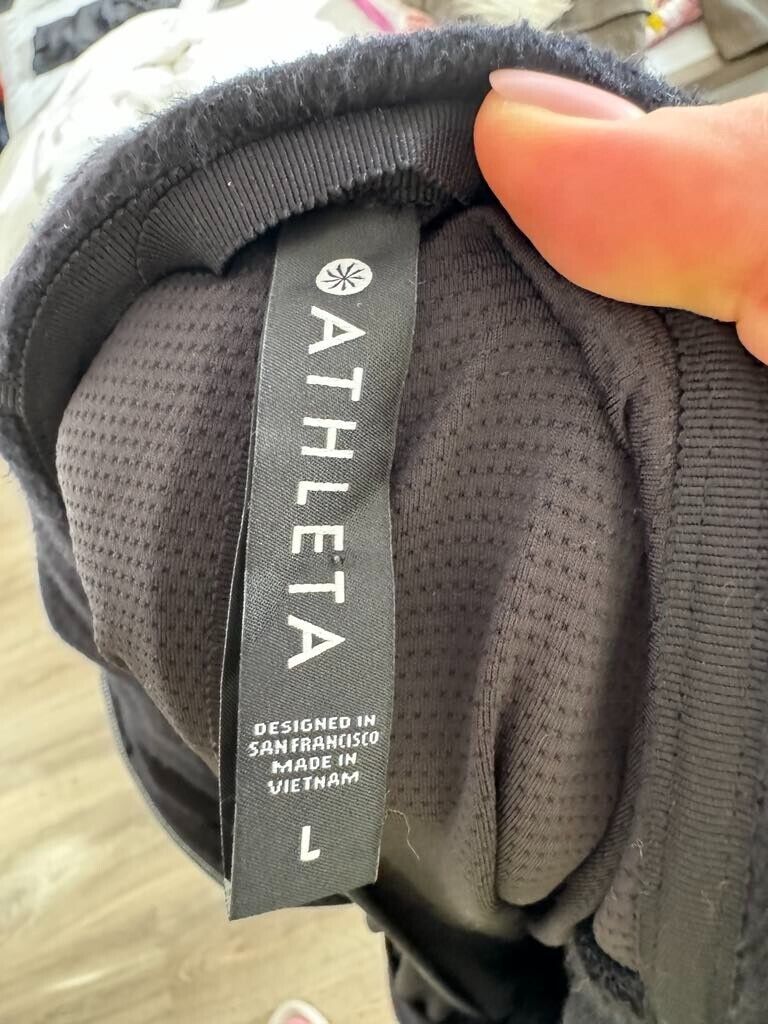 ATHLETA
DESIGNED IN
SAN FRANCISCO
MADE IN
VIETNAM
L